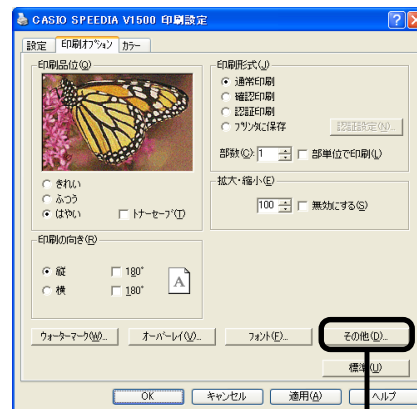 CASIO SPEEDIA V1500 印刷設定
設定 印刷オプション カラー
印刷品位(Q)
きれい
ふつう
はやい トナーセーブ(T)
印刷形式(J)
通常印刷
確認印刷
認証印刷
プリンタに保存 認証設定(N)...
部数(C): 1 部単位で印刷(L)
拡大・縮小(E)
100 無効にする(S)
印刷の向き(R)
縦 180°
横 180°
A
ウォーターマーク(W)... オーバーレイ(V)... フォント(F)... その他(D)...
標準(U)
OK キャンセル 適用(A) ヘルプ